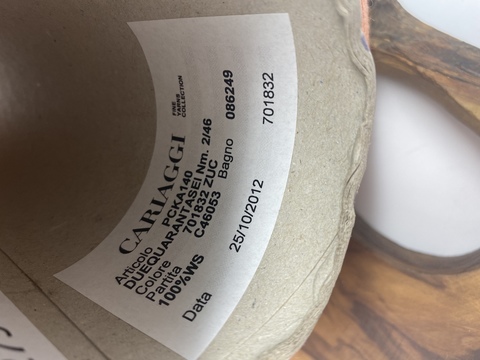 CARIAGGI
FINE
YARNS
COLLECTION
Articolo PCKA140
DUEQUARANTASEI Nm. 2/46
Colore 701832 ZUC
Partita C46053 Bagno 086249
100%WS
Data 25/10/2012 701832